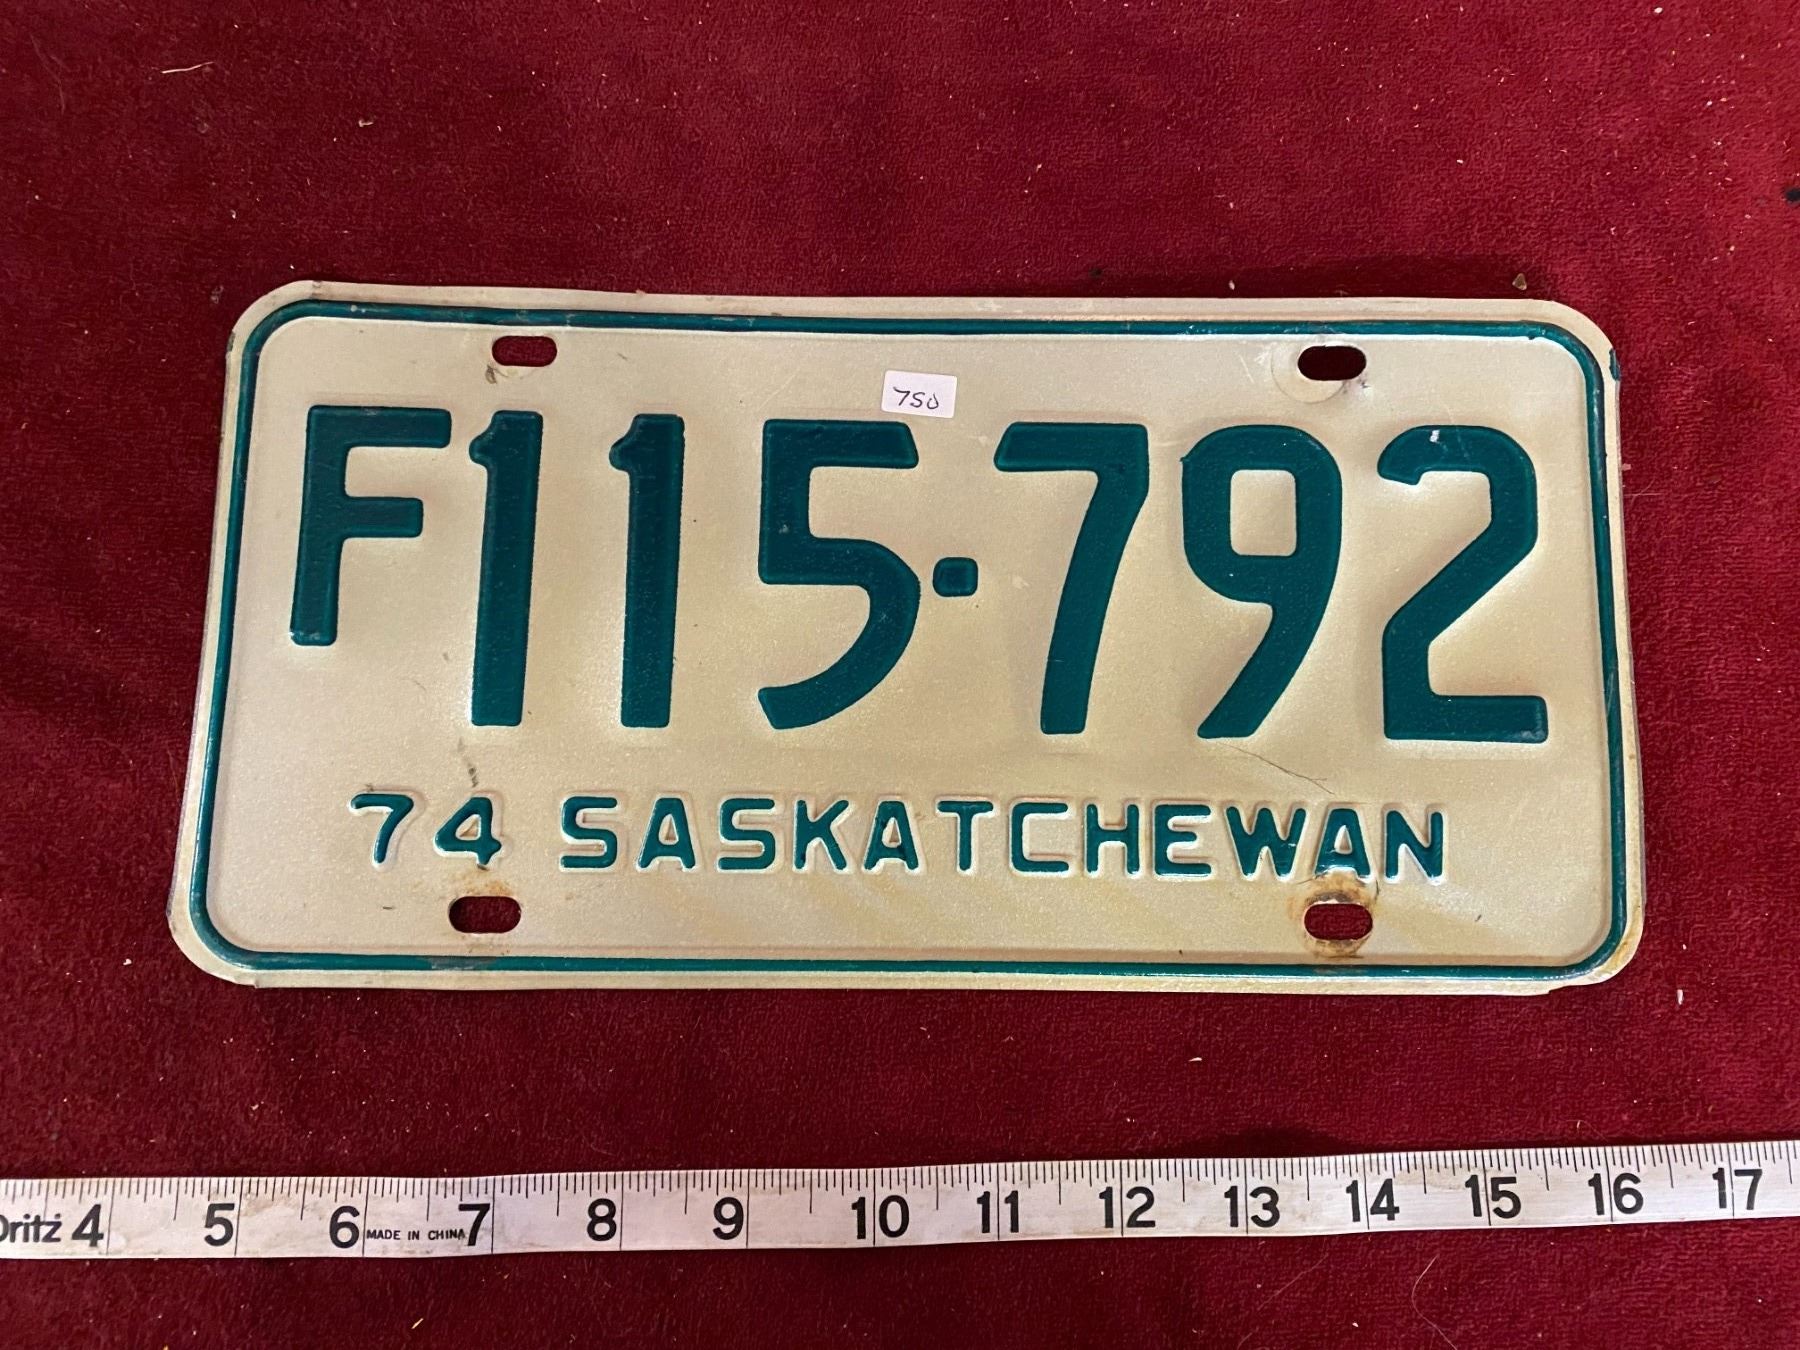 750
F115·792
74 SASKATCHEWAN
Dritz 4 5 6 MADE IN CHINA 7 8 9 10 11 12 13 14 15 16 17